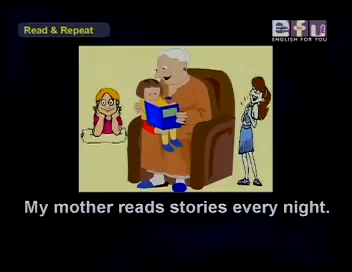 Read & Repeat
ENGLISH FOR YOU
My mother reads stories every night.